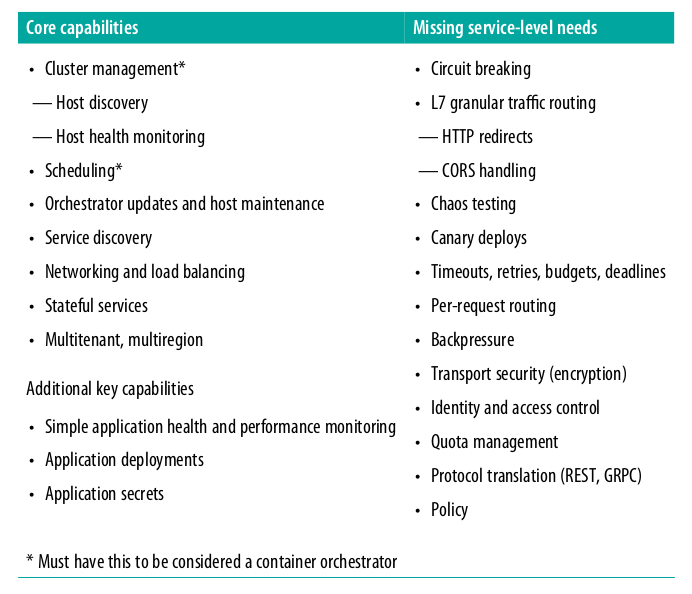 Core capabilities
• Cluster management*
— Host discovery
— Host health monitoring
• Scheduling*
• Orchestrator updates and host maintenance
• Service discovery
• Networking and load balancing
• Stateful services
• Multitenant, multiregion
Additional key capabilities
• Simple application health and performance monitoring
• Application deployments
• Application secrets
Missing service-level needs
• Circuit breaking
• L7 granular traffic routing
— HTTP redirects
— CORS handling
• Chaos testing
• Canary deploys
• Timeouts, retries, budgets, deadlines
• Per-request routing
• Backpressure
• Transport security (encryption)
• Identity and access control
• Quota management
• Protocol translation (REST, GRPC)
• Policy
* Must have this to be considered a container orchestrator